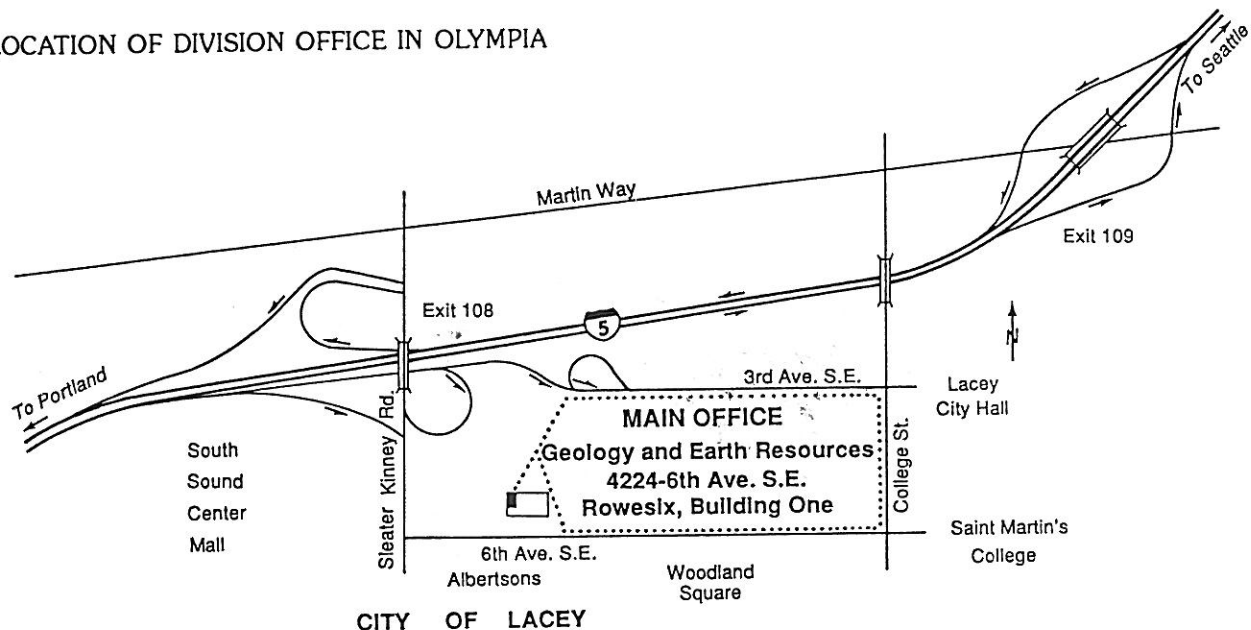 LOCATION OF DIVISION OFFICE IN OLYMPIA
To Seattle
Martin Way
Exit 109
Exit 108
5
N
To Portland
3rd Ave. S.E.
Lacey
City Hall
Sleater Kinney Rd.
College St.
MAIN OFFICE
Geology and Earth Resources
4224-6th Ave. S.E.
Rowesix, Building One
South
Sound
Center
Mall
Saint Martin's
College
6th Ave. S.E.
Albertsons
Woodland
Square
CITY OF LACEY